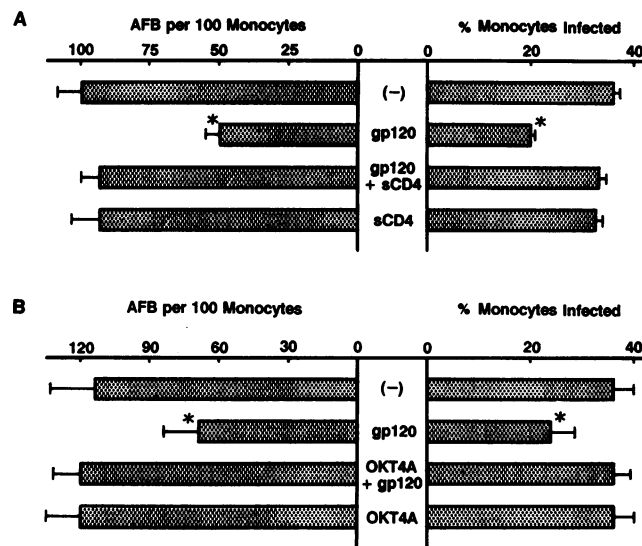 A
AFB per 100 Monocytes
% Monocytes Infected
100 75 50 25 0
0 20 40
(–)
* gp120 *
gp120
+ sCD4
sCD4
B
AFB per 100 Monocytes
% Monocytes Infected
120 90 60 30 0
0 20 40
(–)
* gp120 *
OKT4A
+ gp120
OKT4A